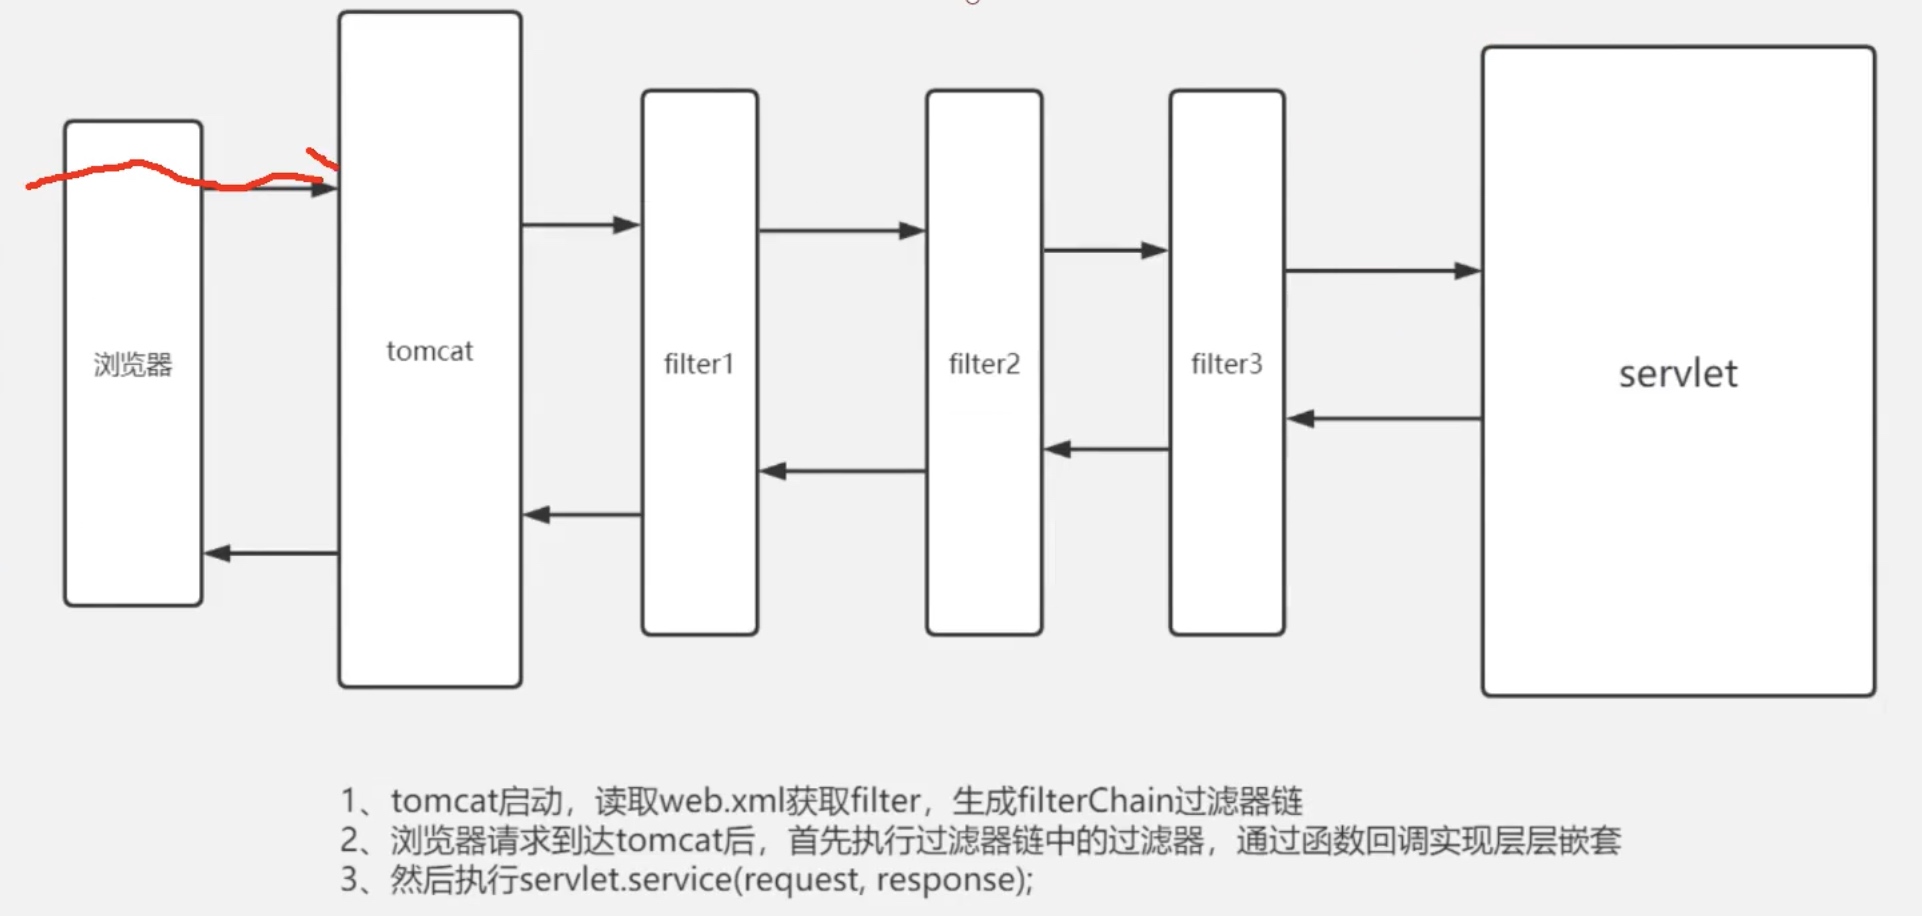 浏览器
tomcat
filter1
filter2
filter3
servlet
1、tomcat启动，读取web.xml获取filter，生成filterChain过滤器链
2、浏览器请求到达tomcat后，首先执行过滤器链中的过滤器，通过函数回调实现层层嵌套
3、然后执行servlet.service(request, response);